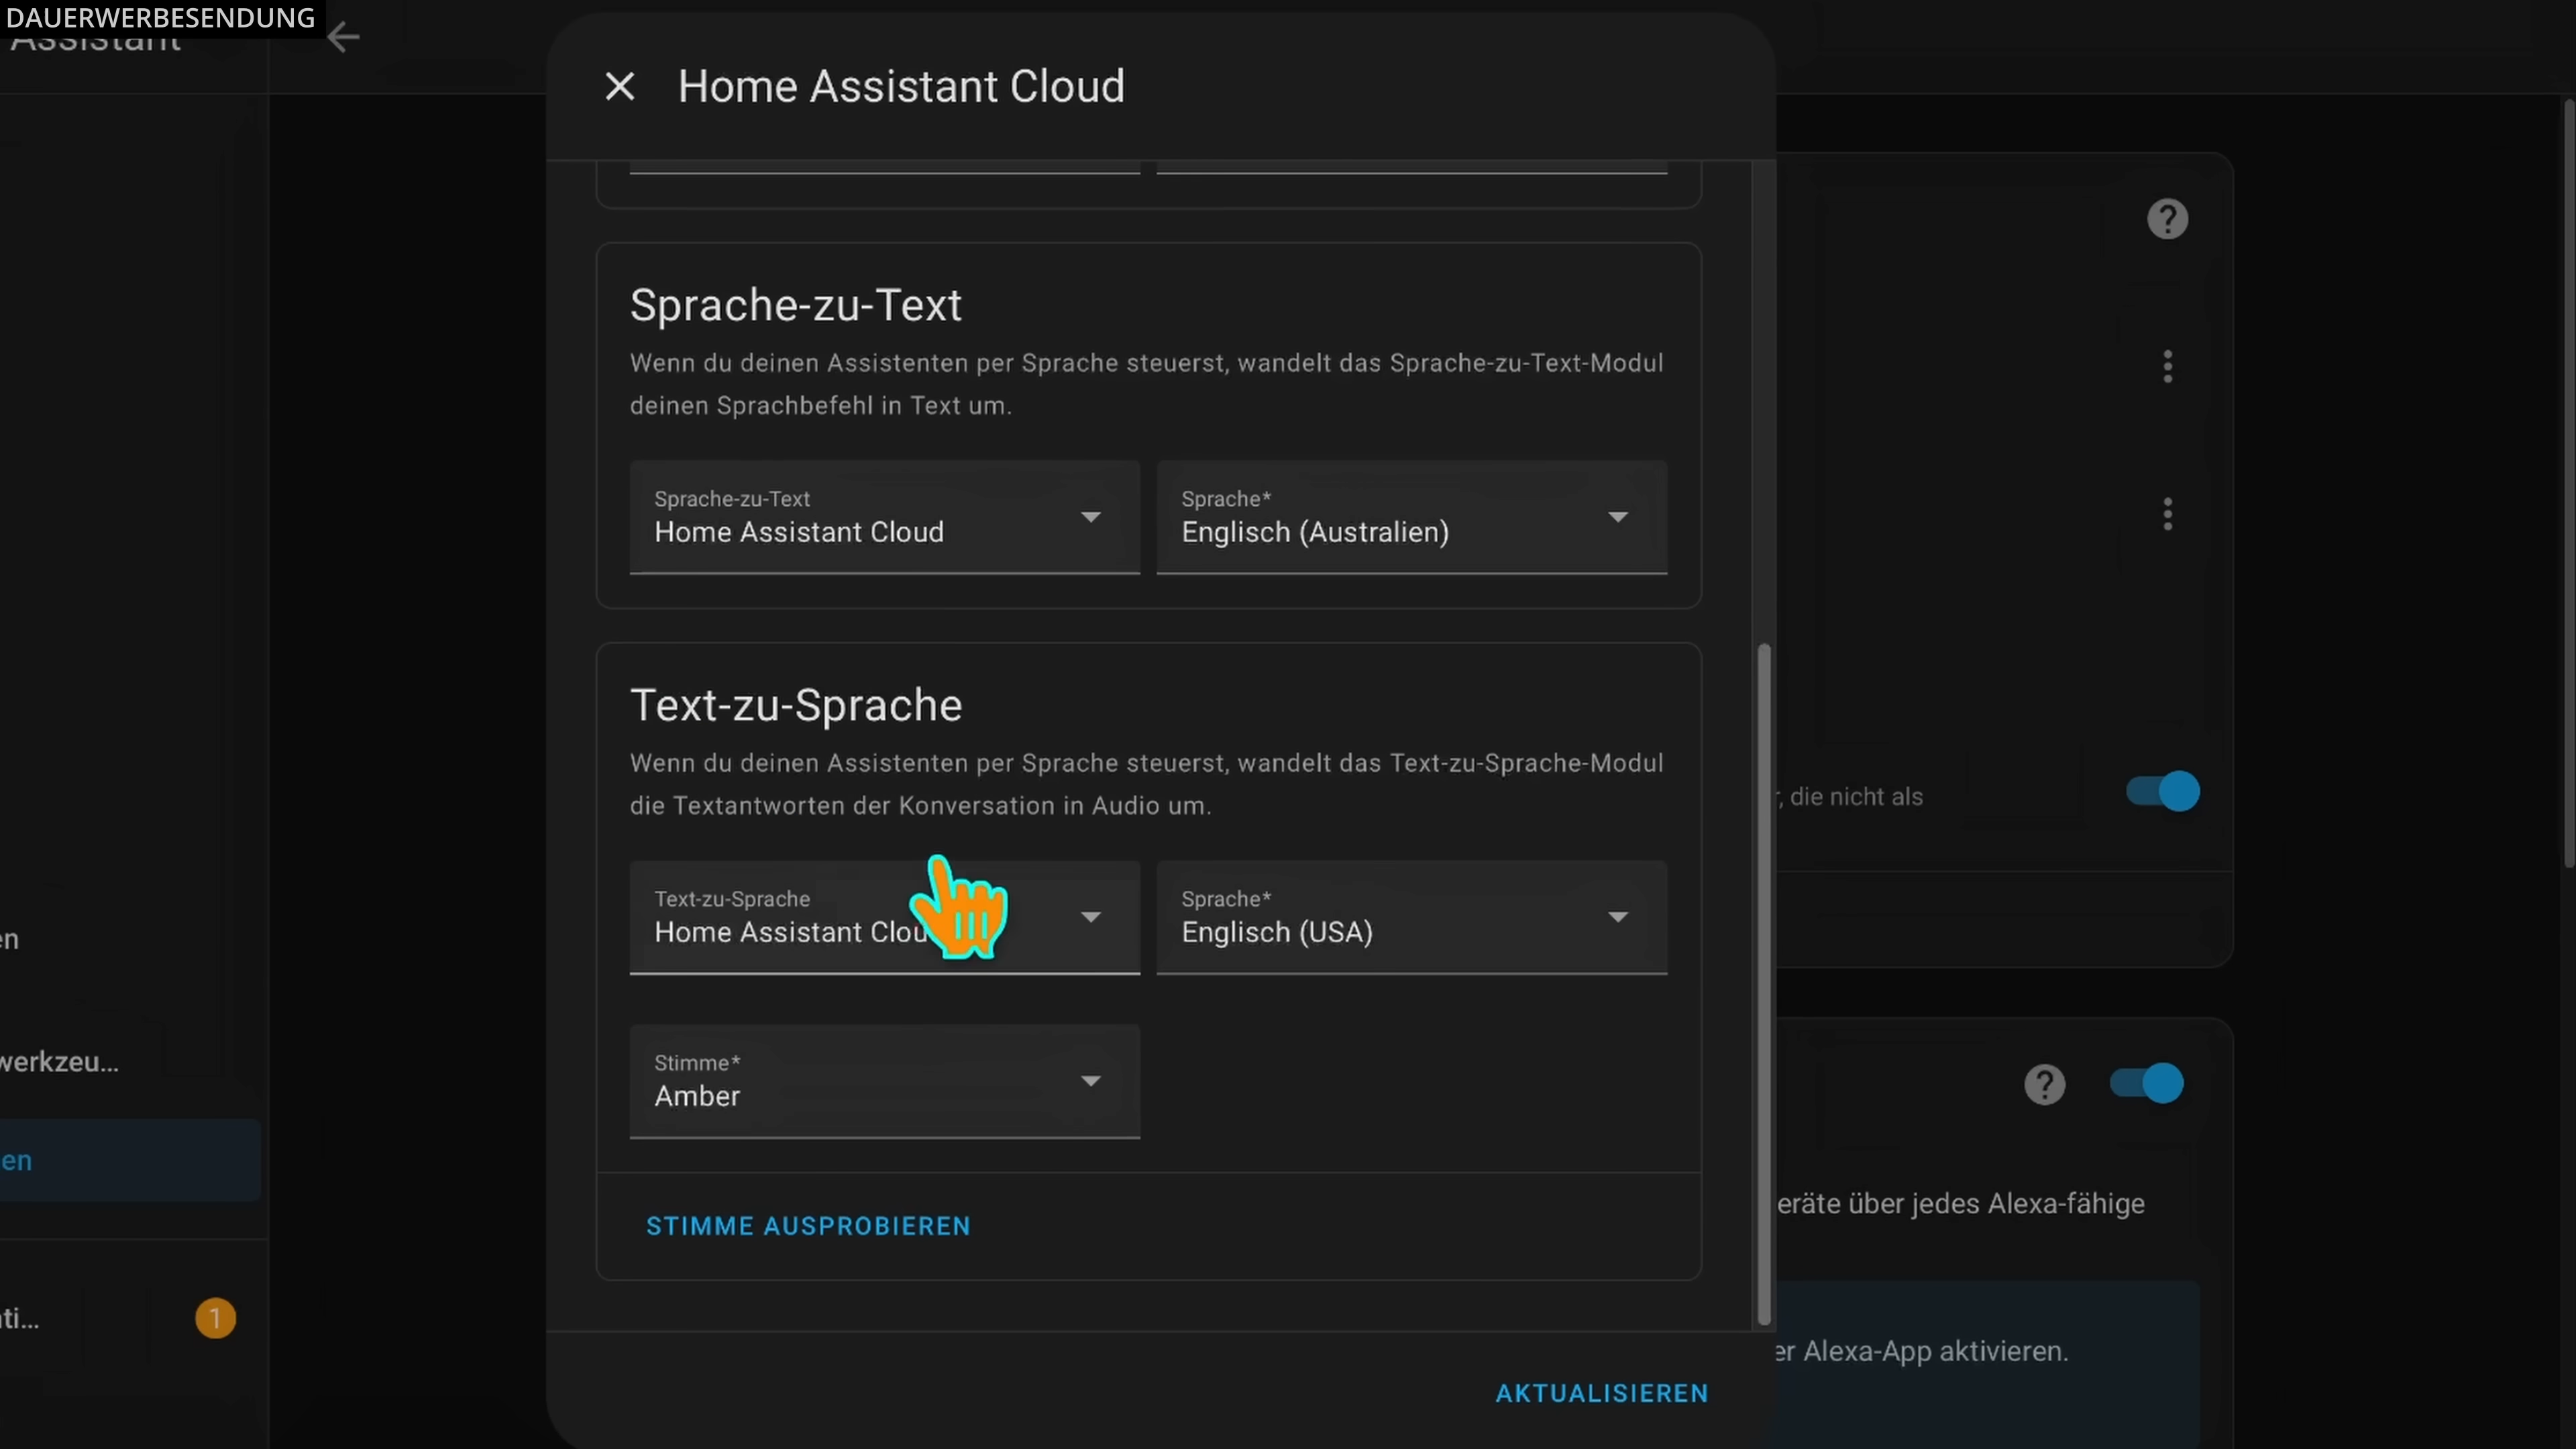 DAUERWERBESENDUNG
Assistant
Home Assistant Cloud
Sprache-zu-Text
Wenn du deinen Assistenten per Sprache steuerst, wandelt das Sprache-zu-Text-Modul
deinen Sprachbefehl in Text um.
Sprache-zu-Text
Home Assistant Cloud
Sprache*
Englisch (Australien)
Text-zu-Sprache
Wenn du deinen Assistenten per Sprache steuerst, wandelt das Text-zu-Sprache-Modul
die Textantworten der Konversation in Audio um.
Text-zu-Sprache
Home Assistant Clou
Sprache*
Englisch (USA)
Stimme*
Amber
STIMME AUSPROBIEREN
AKTUALISIEREN
en
werkzeu...
en
ti...
1
, die nicht als
eräte über jedes Alexa-fähige
er Alexa-App aktivieren.